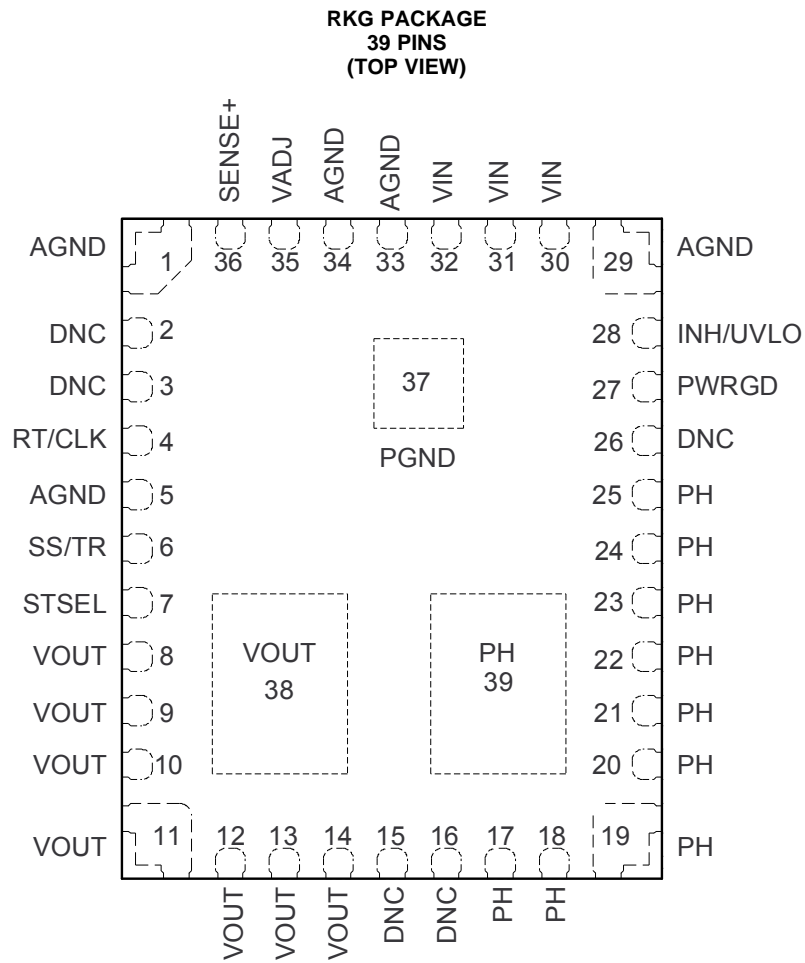 RKG PACKAGE
39 PINS
(TOP VIEW)
SENSE+
VADJ
AGND
AGND
VIN
VIN
VIN
AGND
1
36
35
34
33
32
31
30
29
AGND
DNC
2
28
INH/UVLO
DNC
3
37
27
PWRGD
RT/CLK
4
PGND
26
DNC
AGND
5
25
PH
SS/TR
6
24
PH
STSEL
7
23
PH
VOUT
8
VOUT
38
PH
39
22
PH
VOUT
9
21
PH
VOUT
10
20
PH
VOUT
11
12
13
14
15
16
17
18
19
PH
VOUT
VOUT
VOUT
DNC
DNC
PH
PH